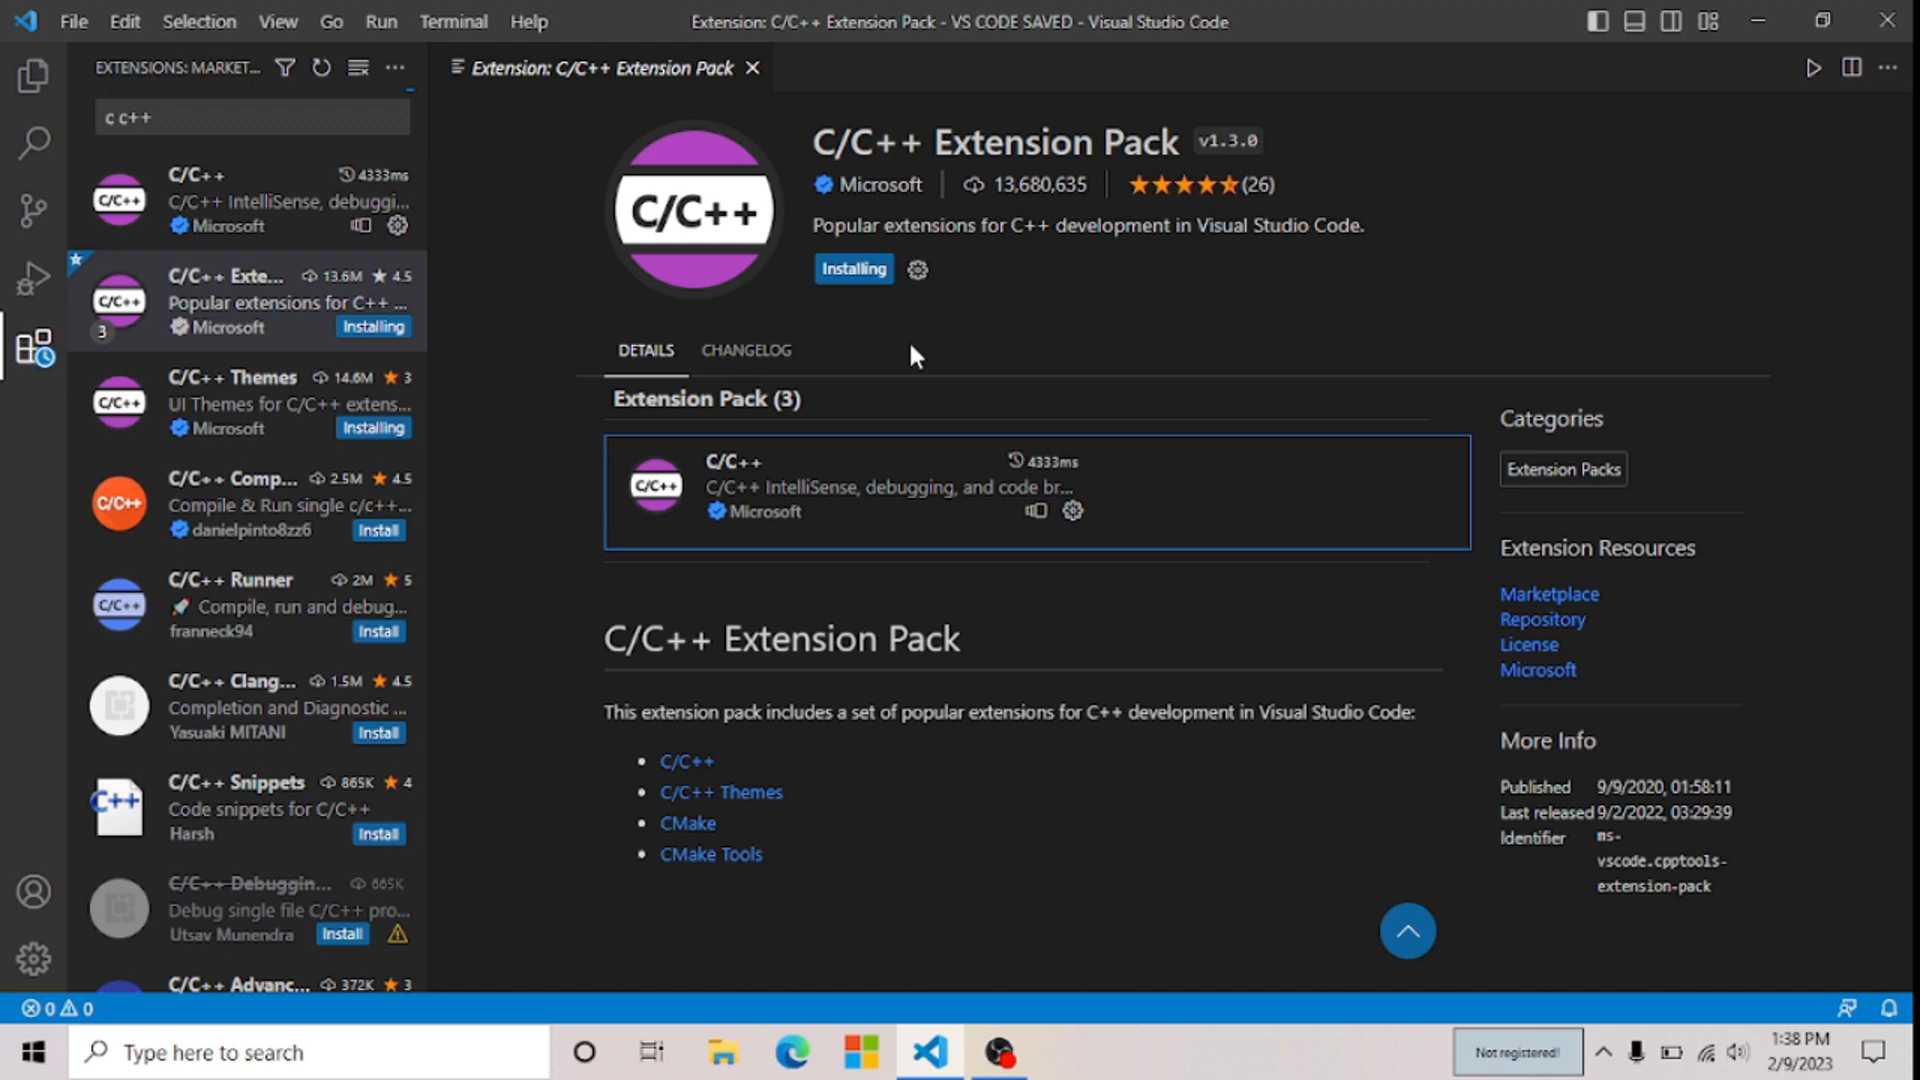 File Edit Selection View Go Run Terminal Help
Extension: C/C++ Extension Pack - VS CODE SAVED - Visual Studio Code
EXTENSIONS: MARKET...
c c++
C/C++ 4333ms
C/C++ IntelliSense, debuggi...
Microsoft
C/C++ Exte... 13.6M 4.5
Popular extensions for C++ ...
3
Microsoft Installing
C/C++ Themes 14.6M 3
UI Themes for C/C++ extens...
Microsoft Installing
C/C++ Comp... 2.5M 4.5
Compile & Run single c/c++...
danielpinto8zz6 Install
C/C++ Runner 2M 5
Compile, run and debug...
franneck94 Install
C/C++ Clang... 1.5M 4.5
Completion and Diagnostic ...
Yasuaki MITANI Install
C/C++ Snippets 865K 4
Code snippets for C/C++
Harsh Install
C/C++ Debuggin... 665K
Debug single file C/C++ pro...
Utsav Munendra Install
C/C++ Advanc... 372K 3
C/C++
C/C++
C/C++
C/C++
C/C++
C++
Extension: C/C++ Extension Pack
C/C++
C/C++ Extension Pack v1.3.0
Microsoft | 13,680,635 | (26)
Popular extensions for C++ development in Visual Studio Code.
Installing
DETAILS CHANGELOG
Extension Pack (3)
C/C++
C/C++ 4333ms
C/C++ IntelliSense, debugging, and code br...
Microsoft
C/C++ Extension Pack
This extension pack includes a set of popular extensions for C++ development in Visual Studio Code:
• C/C++
• C/C++ Themes
• CMake
• CMake Tools
Categories
Extension Packs
Extension Resources
Marketplace
Repository
License
Microsoft
More Info
Published 9/9/2020, 01:58:11
Last released 9/2/2022, 03:29:39
Identifier ms-
vscode.cpptools-
extension-pack
0 0
Type here to search
Not registered!
1:38 PM
2/9/2023